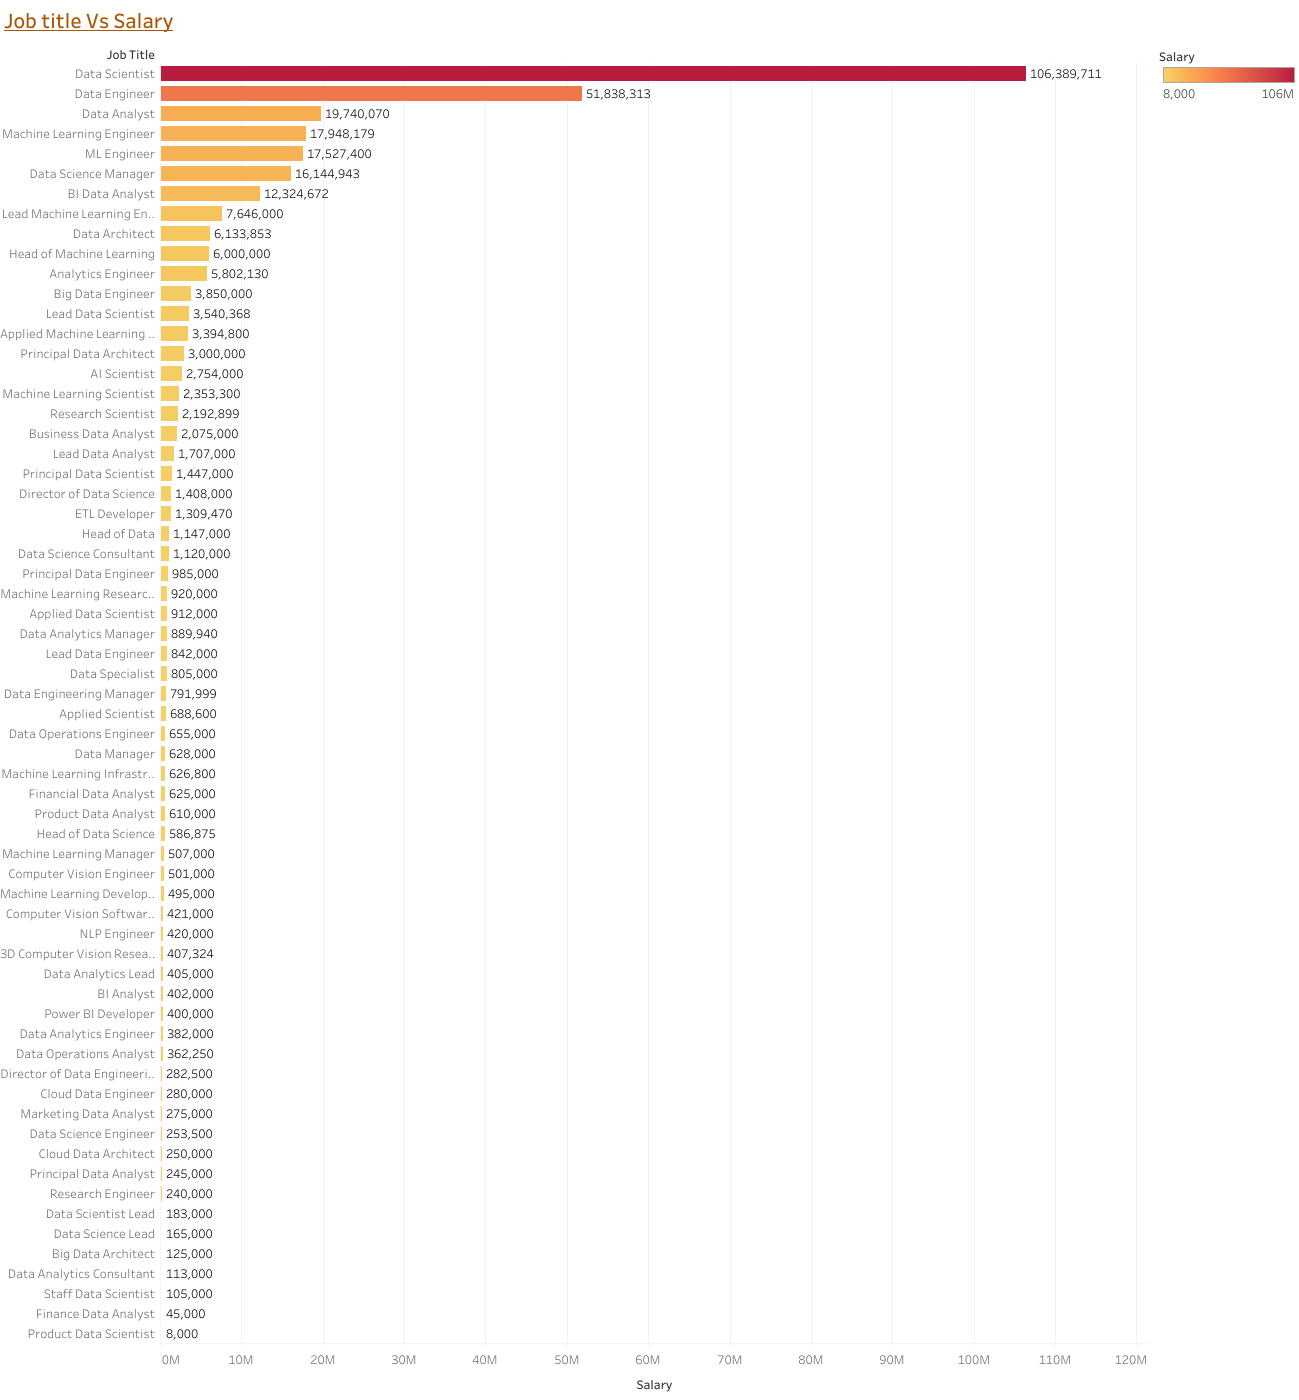 Job title Vs Salary
Job Title
Salary
8,000 106M
Data Scientist 106,389,711
Data Engineer 51,838,313
Data Analyst 19,740,070
Machine Learning Engineer 17,948,179
ML Engineer 17,527,400
Data Science Manager 16,144,943
BI Data Analyst 12,324,672
Lead Machine Learning En.. 7,646,000
Data Architect 6,133,853
Head of Machine Learning 6,000,000
Analytics Engineer 5,802,130
Big Data Engineer 3,850,000
Lead Data Scientist 3,540,368
Applied Machine Learning .. 3,394,800
Principal Data Architect 3,000,000
AI Scientist 2,754,000
Machine Learning Scientist 2,353,300
Research Scientist 2,192,899
Business Data Analyst 2,075,000
Lead Data Analyst 1,707,000
Principal Data Scientist 1,447,000
Director of Data Science 1,408,000
ETL Developer 1,309,470
Head of Data 1,147,000
Data Science Consultant 1,120,000
Principal Data Engineer 985,000
Machine Learning Researc.. 920,000
Applied Data Scientist 912,000
Data Analytics Manager 889,940
Lead Data Engineer 842,000
Data Specialist 805,000
Data Engineering Manager 791,999
Applied Scientist 688,600
Data Operations Engineer 655,000
Data Manager 628,000
Machine Learning Infrastr.. 626,800
Financial Data Analyst 625,000
Product Data Analyst 610,000
Head of Data Science 586,875
Machine Learning Manager 507,000
Computer Vision Engineer 501,000
Machine Learning Develop.. 495,000
Computer Vision Softwar.. 421,000
NLP Engineer 420,000
3D Computer Vision Resea.. 407,324
Data Analytics Lead 405,000
BI Analyst 402,000
Power BI Developer 400,000
Data Analytics Engineer 382,000
Data Operations Analyst 362,250
Director of Data Engineeri.. 282,500
Cloud Data Engineer 280,000
Marketing Data Analyst 275,000
Data Science Engineer 253,500
Cloud Data Architect 250,000
Principal Data Analyst 245,000
Research Engineer 240,000
Data Scientist Lead 183,000
Data Science Lead 165,000
Big Data Architect 125,000
Data Analytics Consultant 113,000
Staff Data Scientist 105,000
Finance Data Analyst 45,000
Product Data Scientist 8,000
0M 10M 20M 30M 40M 50M 60M 70M 80M 90M 100M 110M 120M
Salary